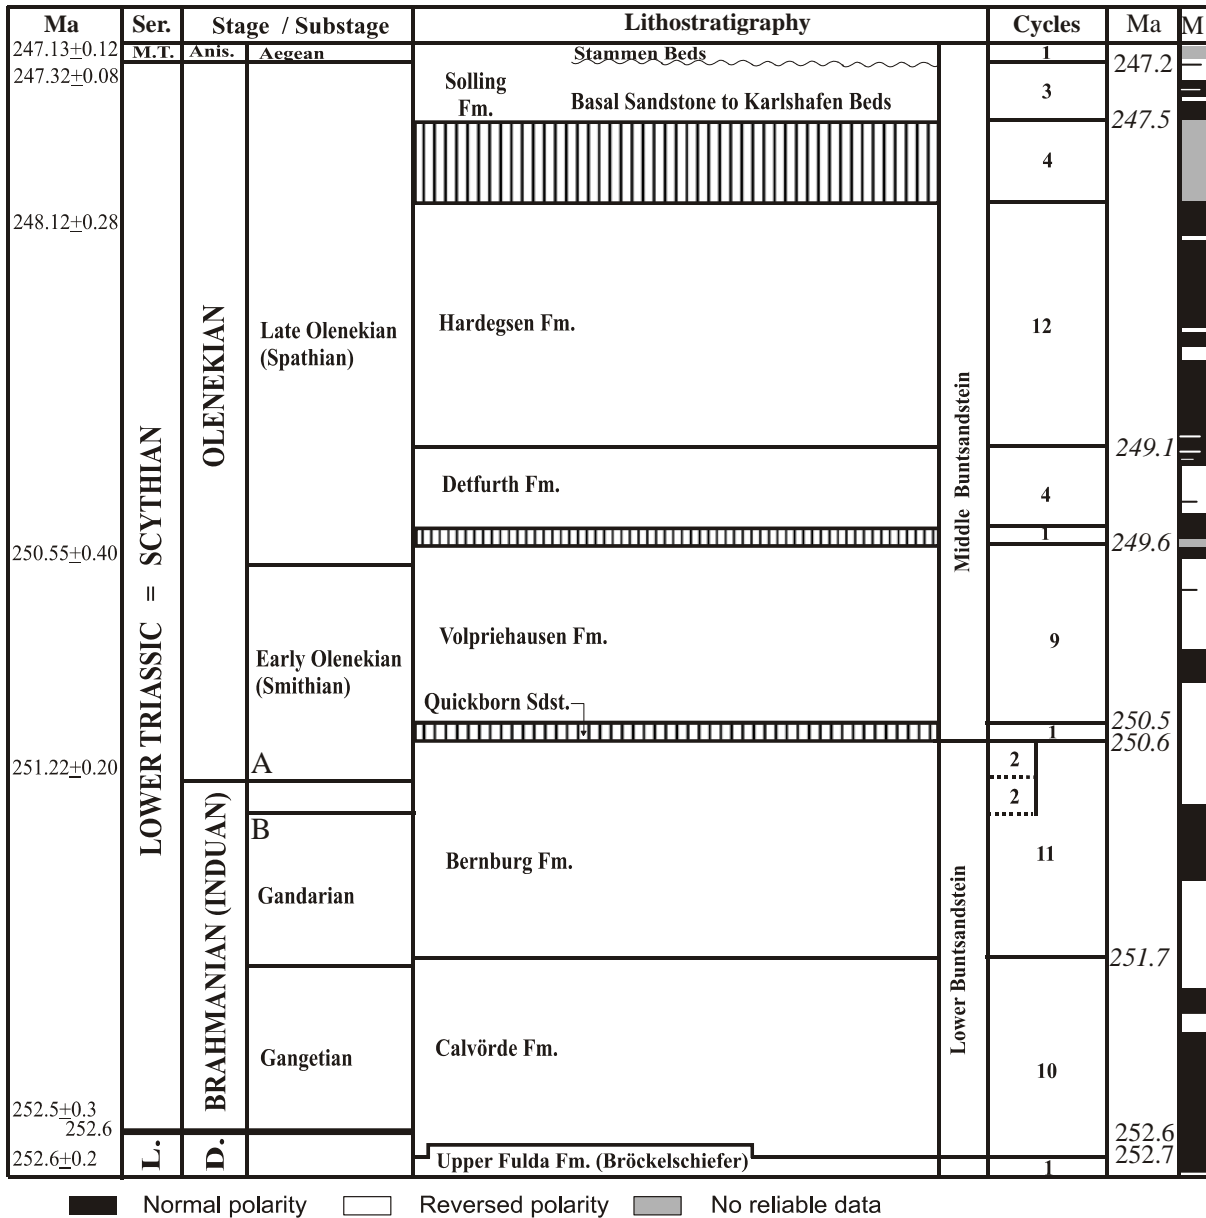 Ma Ser. Stage / Substage Lithostratigraphy Cycles Ma M
247.13±0.12 M.T. Anis. Aegean Stammen Beds 1
247.2
247.32±0.08
Solling
Fm.
Basal Sandstone to Karlshafen Beds
3
247.5
4
248.12±0.28
Late Olenekian
(Spathian)
Hardegsen Fm.
12
OLENEKIAN
249.1
Detfurth Fm.
4
1
249.6
250.55±0.40
LOWER TRIASSIC = SCYTHIAN
Middle Buntsandstein
Early Olenekian
(Smithian)
Volpriehausen Fm.
9
Quickborn Sdst.
250.5
1
250.6
251.22±0.20
A
2
2
B
Bernburg Fm.
11
Gandarian
BRAHMANIAN (INDUAN)
251.7
Lower Buntsandstein
Gangetian
Calvörde Fm.
10
252.5±0.3
252.6
252.6
252.7
252.6±0.2
L.
D.
Upper Fulda Fm. (Bröckelschiefer)
1
Normal polarity Reversed polarity No reliable data